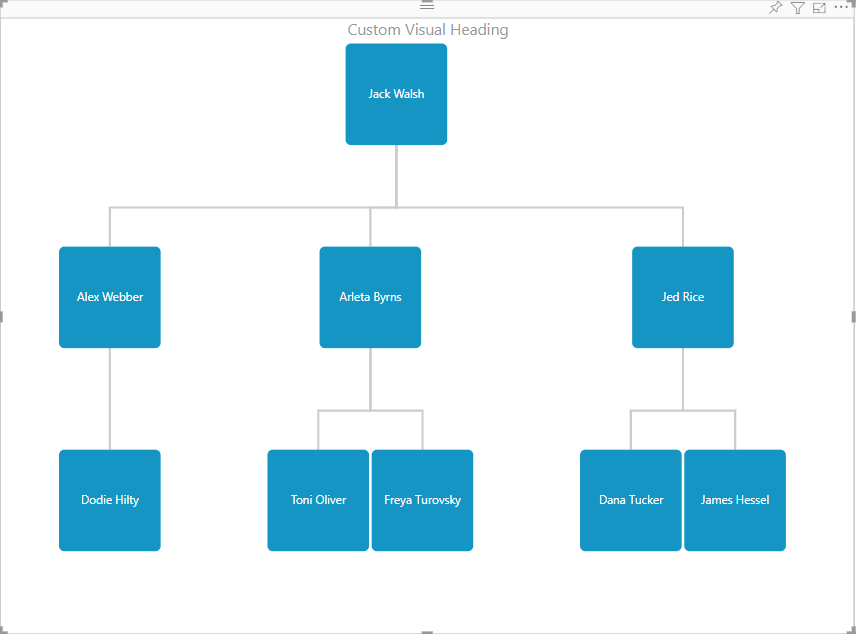 Custom Visual Heading
Jack Walsh
Alex Webber
Arleta Byrns
Jed Rice
Dodie Hilty
Toni Oliver
Freya Turovsky
Dana Tucker
James Hessel